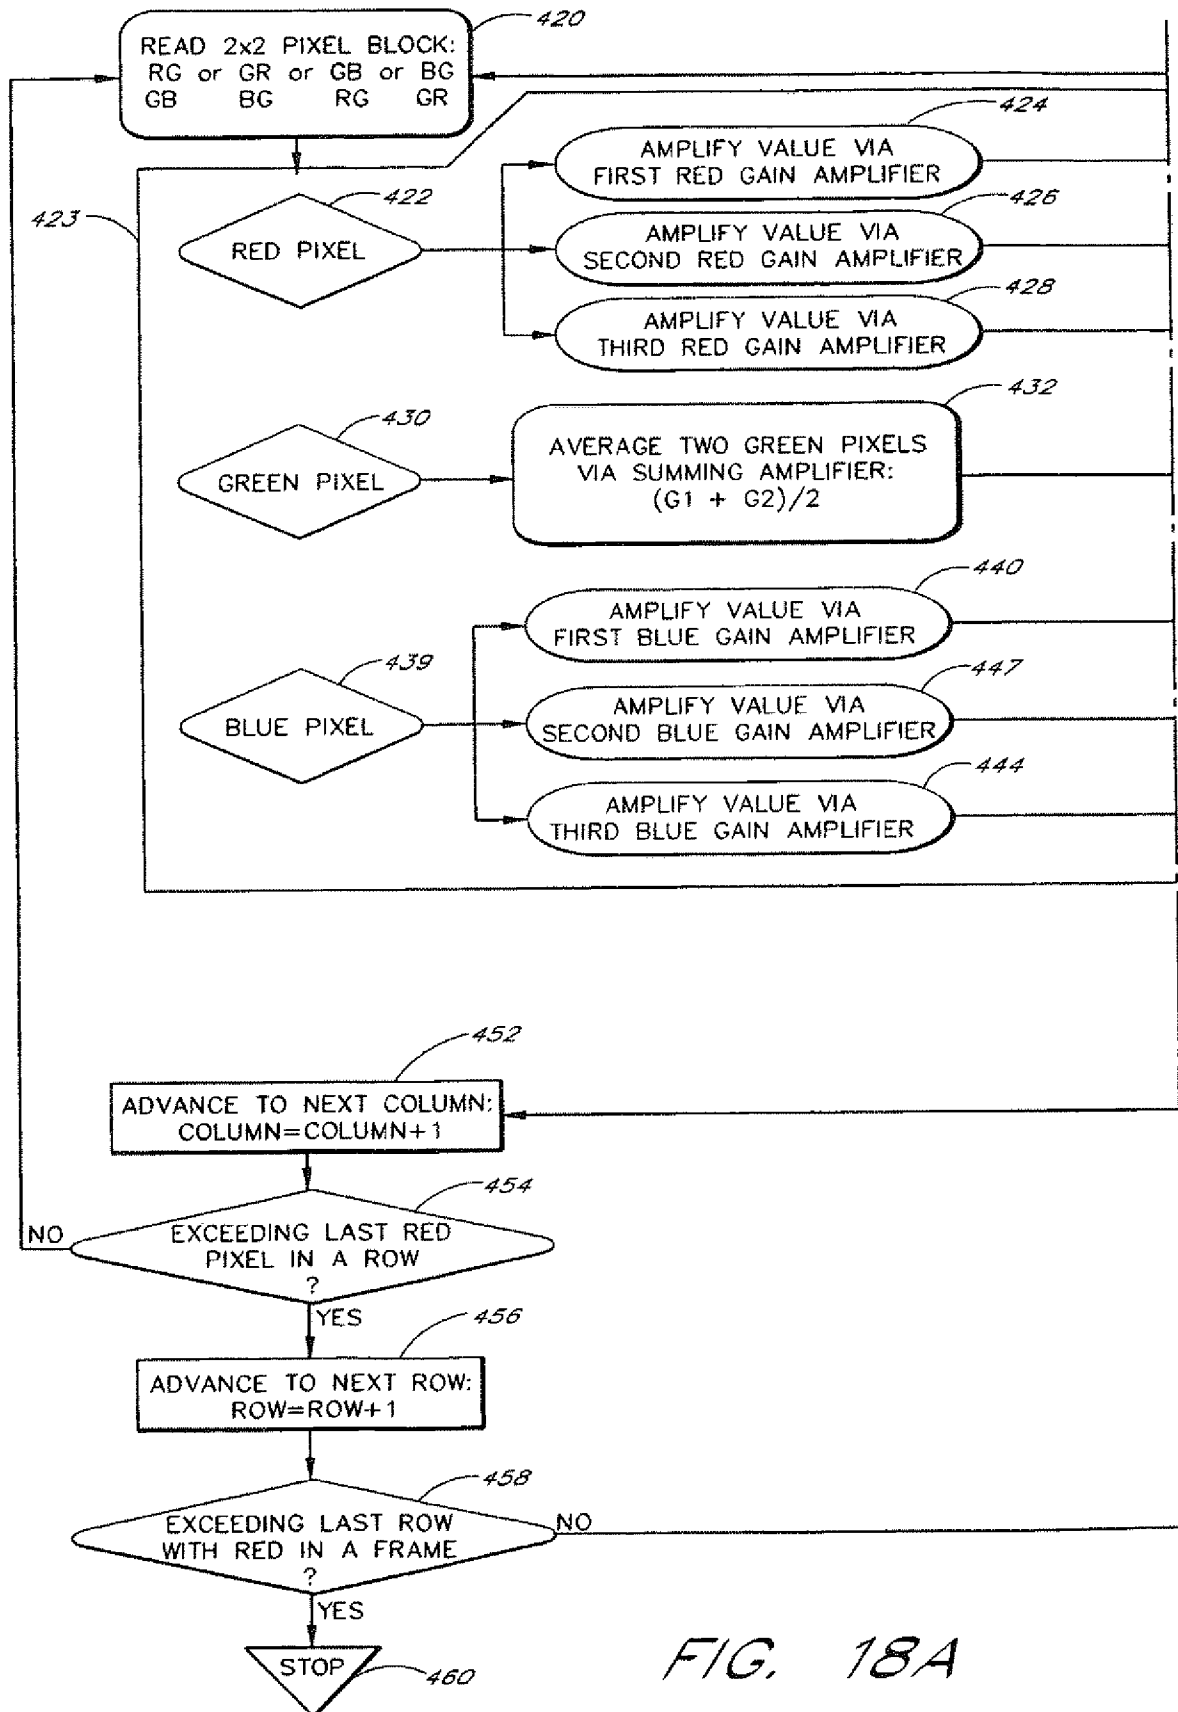 420
READ 2x2 PIXEL BLOCK:
RG or GR or GB or BG
GB BG RG GR
424
AMPLIFY VALUE VIA
FIRST RED GAIN AMPLIFIER
423
422
RED PIXEL
426
AMPLIFY VALUE VIA
SECOND RED GAIN AMPLIFIER
428
AMPLIFY VALUE VIA
THIRD RED GAIN AMPLIFIER
430
GREEN PIXEL
432
AVERAGE TWO GREEN PIXELS
VIA SUMMING AMPLIFIER:
(G1 + G2)/2
440
AMPLIFY VALUE VIA
FIRST BLUE GAIN AMPLIFIER
439
BLUE PIXEL
447
AMPLIFY VALUE VIA
SECOND BLUE GAIN AMPLIFIER
444
AMPLIFY VALUE VIA
THIRD BLUE GAIN AMPLIFIER
452
ADVANCE TO NEXT COLUMN:
COLUMN=COLUMN+1
454
NO
EXCEEDING LAST RED
PIXEL IN A ROW
?
YES
456
ADVANCE TO NEXT ROW:
ROW=ROW+1
458
EXCEEDING LAST ROW
WITH RED IN A FRAME
?
NO
YES
STOP
460
FIG. 18A